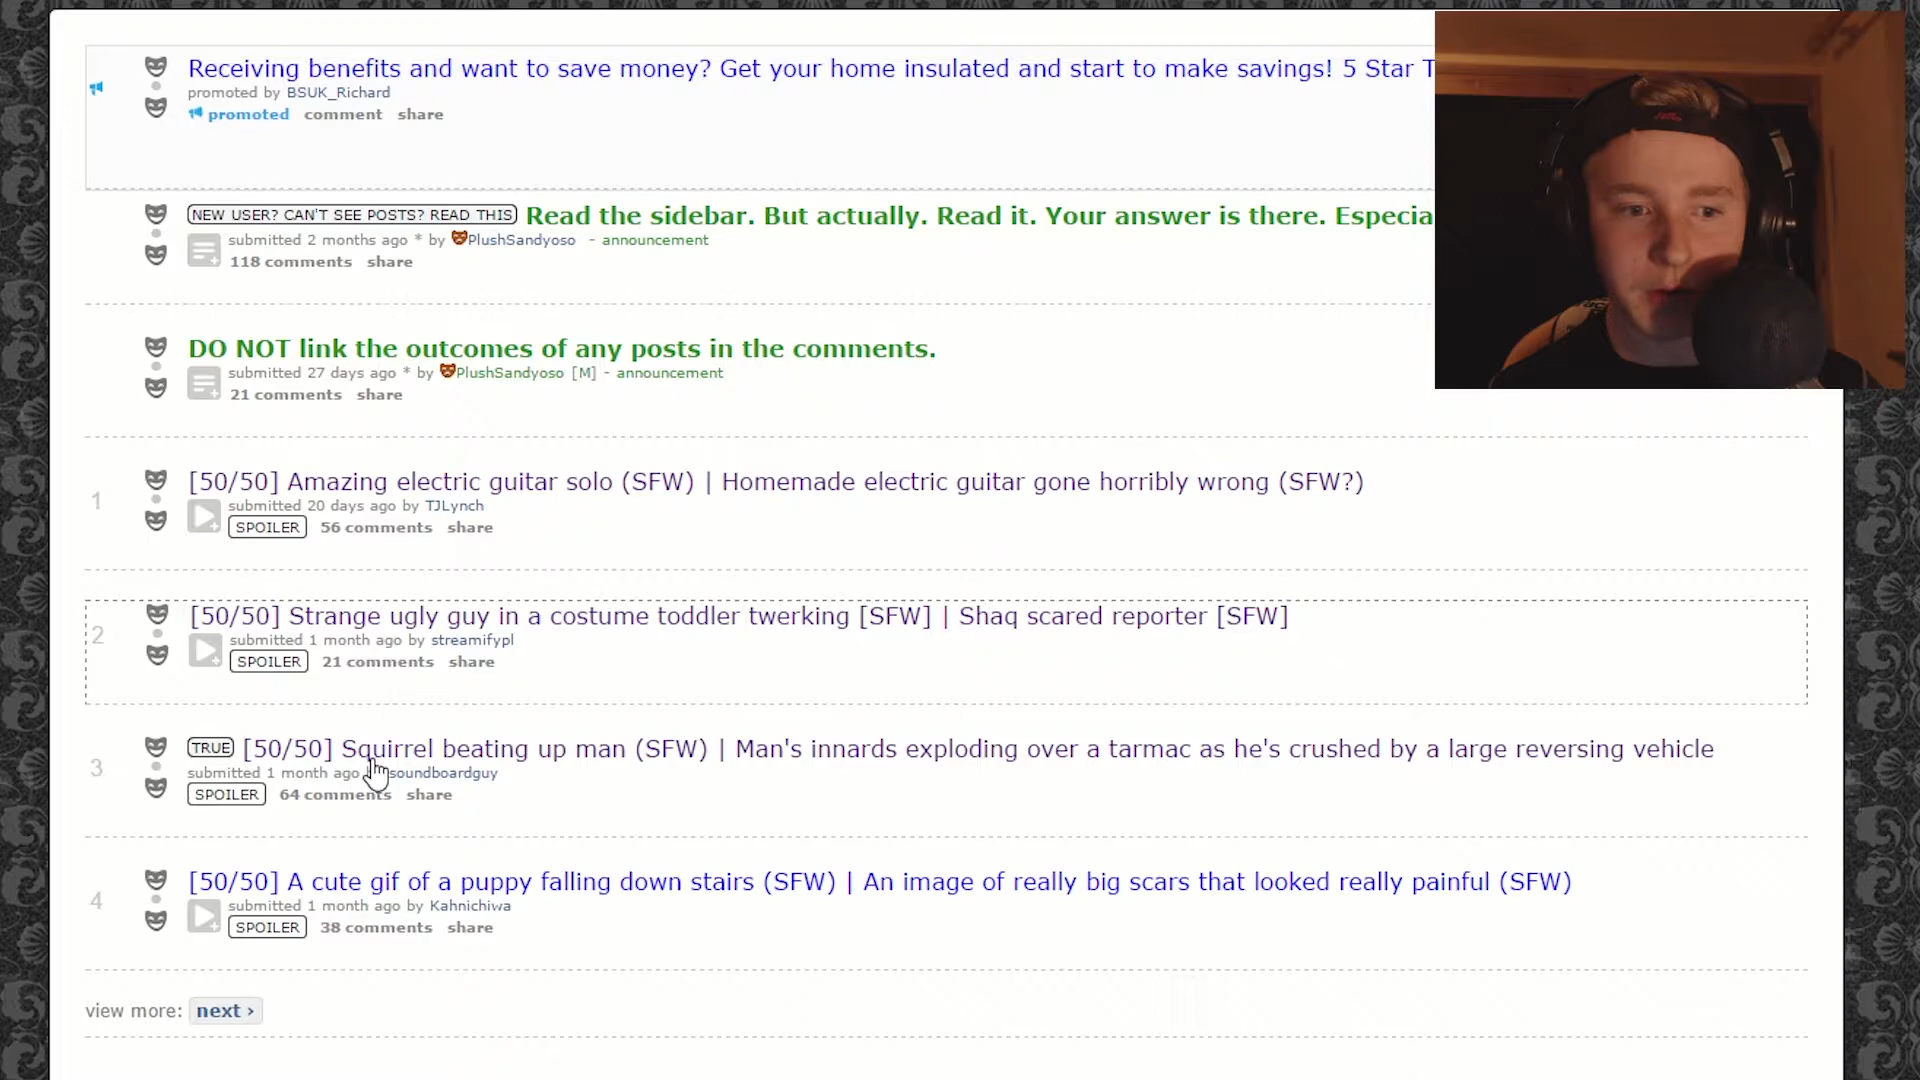 Receiving benefits and want to save money? Get your home insulated and start to make savings! 5 Star T
promoted by BSUK_Richard
promoted comment share
NEW USER? CAN'T SEE POSTS? READ THIS Read the sidebar. But actually. Read it. Your answer is there. Especia
submitted 2 months ago * by PlushSandyoso - announcement
118 comments share
DO NOT link the outcomes of any posts in the comments.
submitted 27 days ago * by PlushSandyoso [M] - announcement
21 comments share
1
[50/50] Amazing electric guitar solo (SFW) | Homemade electric guitar gone horribly wrong (SFW?)
submitted 20 days ago by TJLynch
SPOILER 56 comments share
2
[50/50] Strange ugly guy in a costume toddler twerking [SFW] | Shaq scared reporter [SFW]
submitted 1 month ago by streamifypl
SPOILER 21 comments share
3
TRUE [50/50] Squirrel beating up man (SFW) | Man's innards exploding over a tarmac as he's crushed by a large reversing vehicle
submitted 1 month ago soundboardguy
SPOILER 64 comments share
4
[50/50] A cute gif of a puppy falling down stairs (SFW) | An image of really big scars that looked really painful (SFW)
submitted 1 month ago by Kahnichiwa
SPOILER 38 comments share
view more: next ›